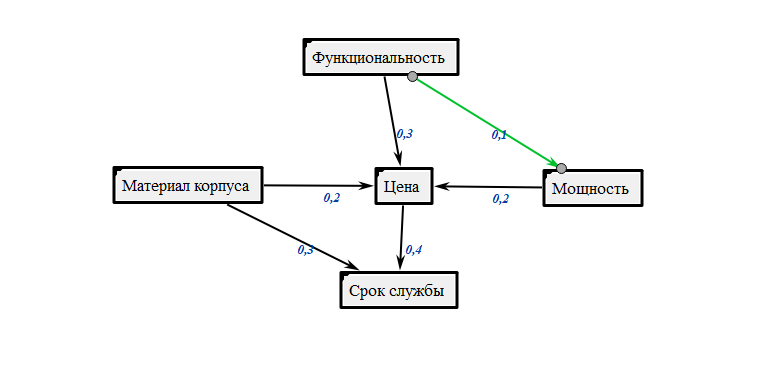 Функциональность
0,3
0,1
Материал корпуса
0,2
Цена
0,2
Мощность
0,3
0,4
Срок службы